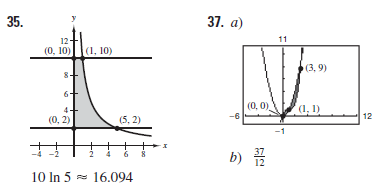 35.
y
12
(0, 10)
(1, 10)
8
6
4
(0, 2)
(5, 2)
x
-4 -2 2 4 6 8
10 ln 5 ≈ 16.094
37. a)
11
(3, 9)
(0, 0)
(1, 1)
-6
12
-1
b) 37/12